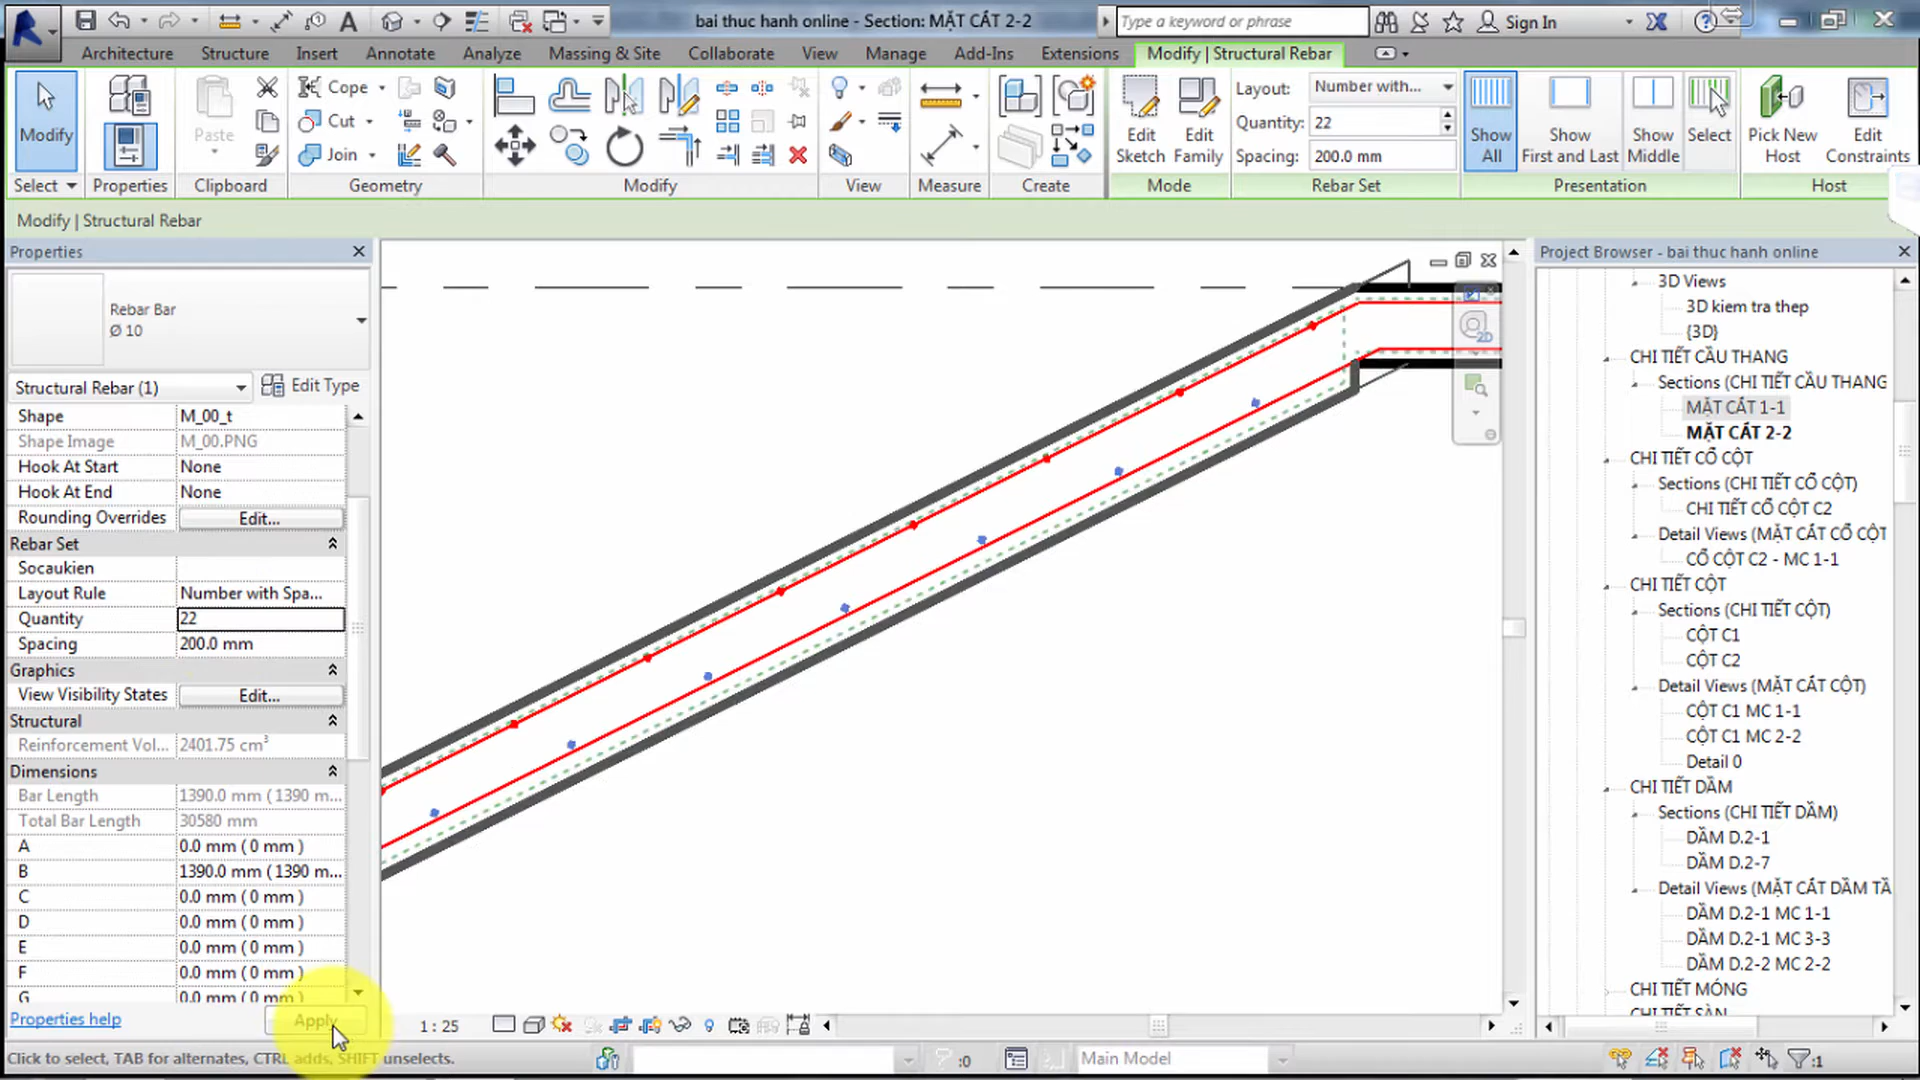 bai thuc hanh online - Section: MẶT CẮT 2-2
Type a keyword or phrase
Sign In
Architecture
Structure
Insert
Annotate
Analyze
Massing & Site
Collaborate
View
Manage
Add-Ins
Extensions
Modify | Structural Rebar
Modify
Paste
Cope
Cut
Join
Edit Sketch
Edit Family
Layout: Number with...
Quantity: 22
Spacing: 200.0 mm
Show All
Show First and Last
Show Middle
Select
Pick New Host
Edit Constraints
Select
Properties
Clipboard
Geometry
Modify
View
Measure
Create
Mode
Rebar Set
Presentation
Host
Modify | Structural Rebar
Properties
Rebar Bar
Ø 10
Structural Rebar (1)
Edit Type
Shape M_00_t
Shape Image M_00.PNG
Hook At Start None
Hook At End None
Rounding Overrides Edit...
Rebar Set
Socaukien
Layout Rule Number with Spa...
Quantity 22
Spacing 200.0 mm
Graphics
View Visibility States Edit...
Structural
Reinforcement Vol... 2401.75 cm³
Dimensions
Bar Length 1390.0 mm ( 1390 m...
Total Bar Length 30580 mm
A 0.0 mm ( 0 mm )
B 1390.0 mm ( 1390 m...
C 0.0 mm ( 0 mm )
D 0.0 mm ( 0 mm )
E 0.0 mm ( 0 mm )
F 0.0 mm ( 0 mm )
G 0.0 mm ( 0 mm )
Properties help
Apply
2D
1 : 25
Project Browser - bai thuc hanh online
3D Views
3D kiem tra thep
{3D}
CHI TIẾT CẦU THANG
Sections (CHI TIẾT CẦU THANG
MẶT CẮT 1-1
MẶT CẮT 2-2
CHI TIẾT CỔ CỘT
Sections (CHI TIẾT CỔ CỘT)
CHI TIẾT CỔ CỘT C2
Detail Views (MẶT CẮT CỔ CỘT
CỔ CỘT C2 - MC 1-1
CHI TIẾT CỘT
Sections (CHI TIẾT CỘT)
CỘT C1
CỘT C2
Detail Views (MẶT CẮT CỘT)
CỘT C1 MC 1-1
CỘT C1 MC 2-2
Detail 0
CHI TIẾT DẦM
Sections (CHI TIẾT DẦM)
DẦM D.2-1
DẦM D.2-7
Detail Views (MẶT CẮT DẦM TẦ
DẦM D.2-1 MC 1-1
DẦM D.2-1 MC 3-3
DẦM D.2-2 MC 2-2
CHI TIẾT MÓNG
CHI TIẾT SÀN
Click to select, TAB for alternates, CTRL adds, SHIFT unselects.
:0
Main Model
:1